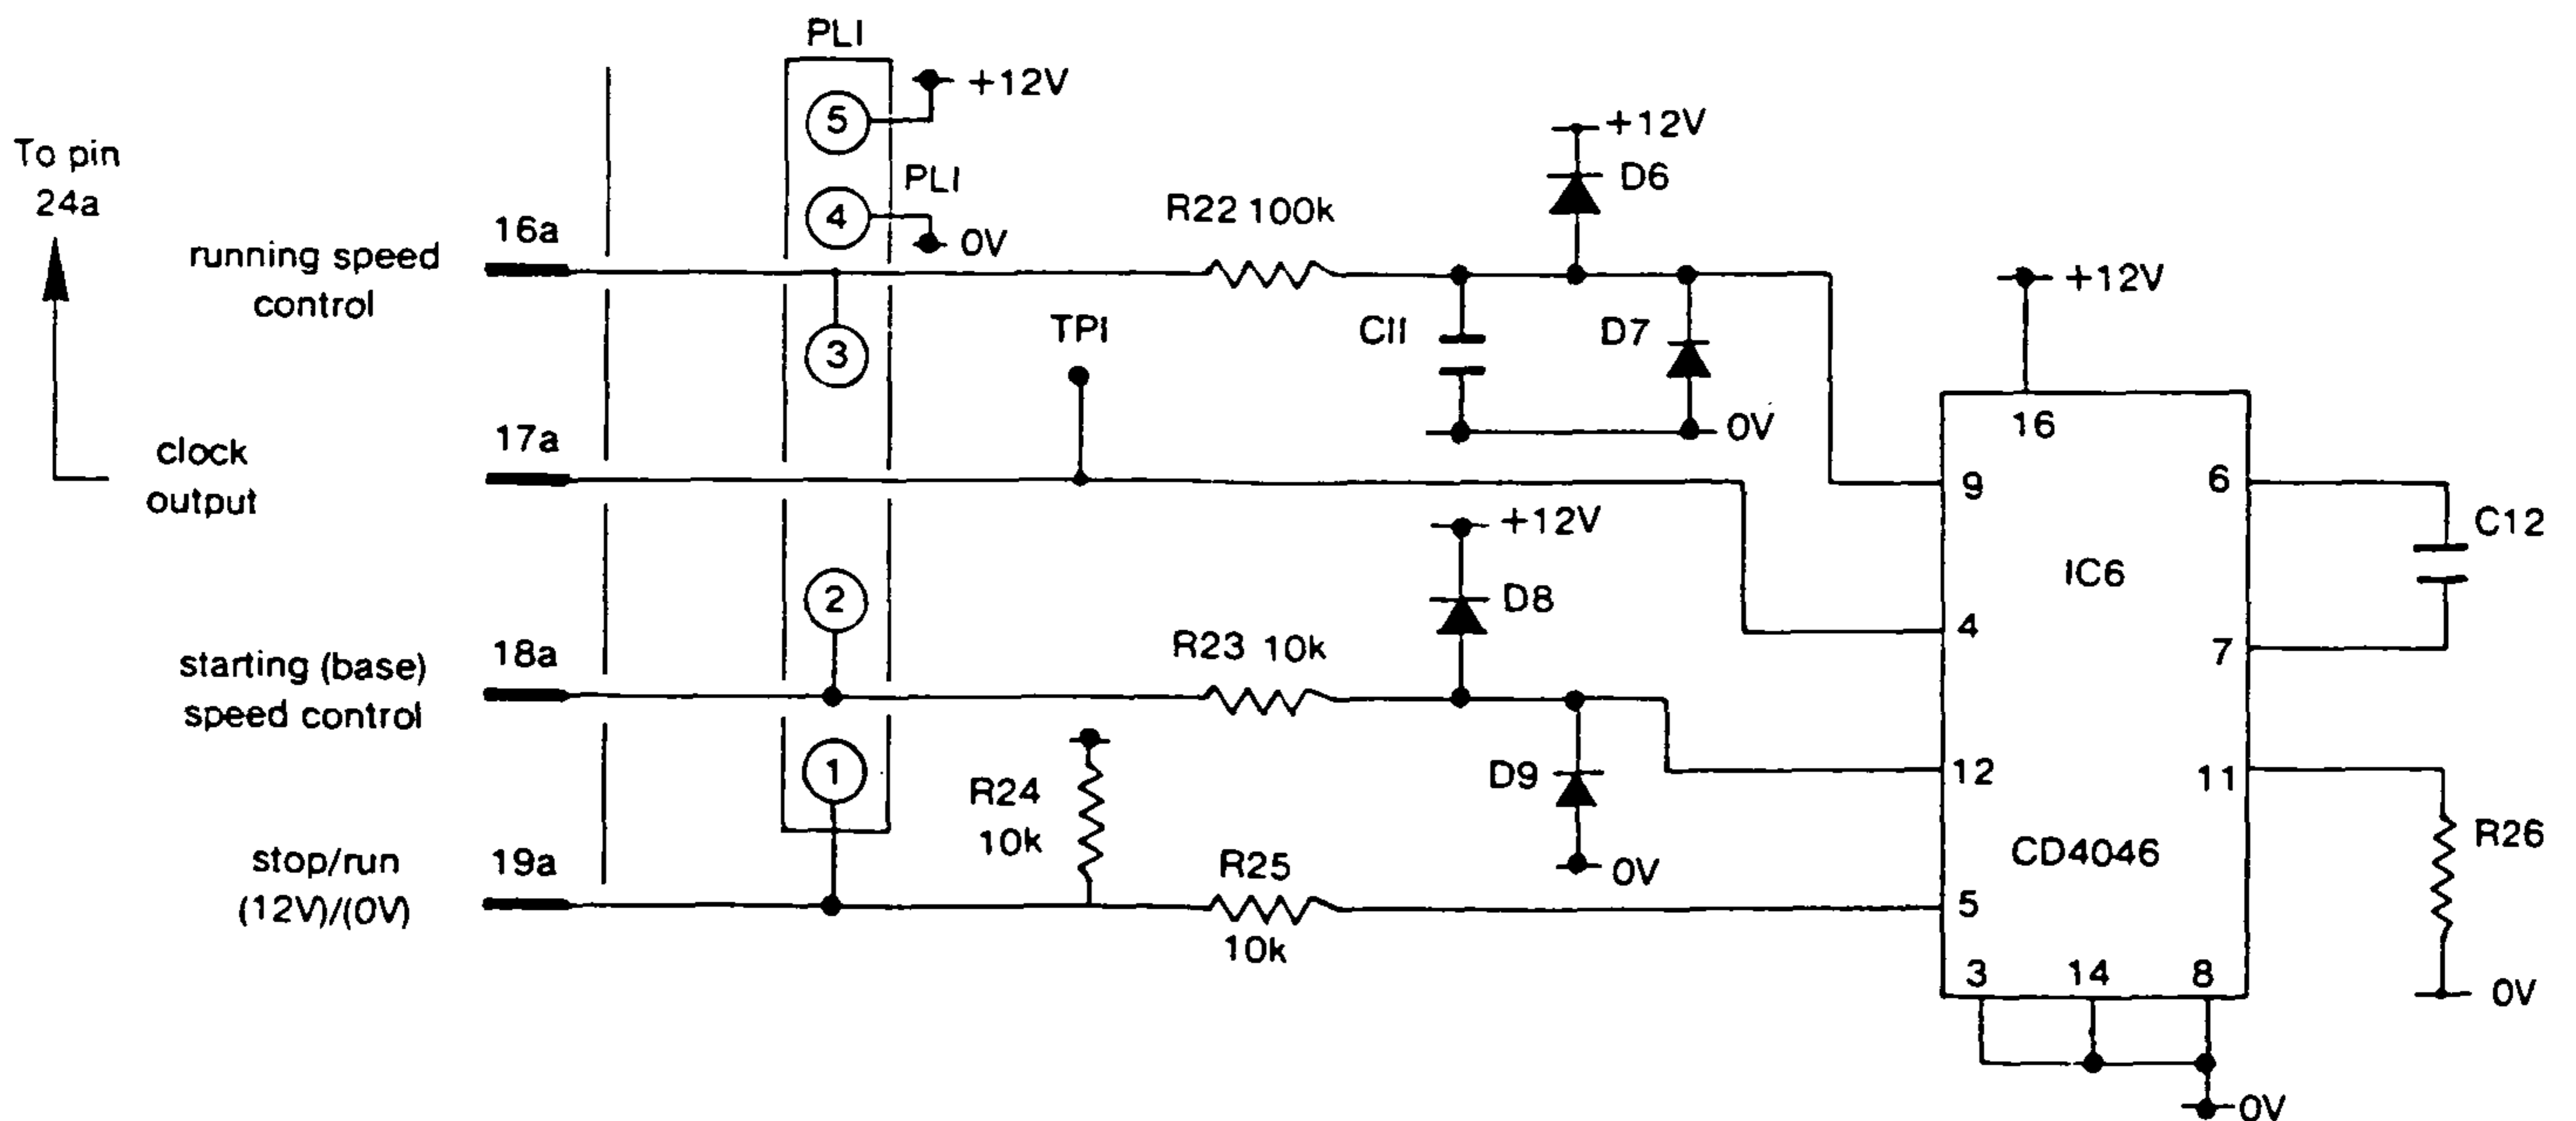 PL1
5
+12V
To pin
24a
PL1
4
0V
running speed
control
16a
R22 100k
+12V
D6
3
TP1
C11
D7
0V
+12V
clock
output
17a
16
9
6
+12V
C12
2
D8
IC6
4
7
starting (base)
speed control
18a
R23 10k
1
R24
10k
D9
12
11
0V
CD4046
R26
stop/run
(12V)/(0V)
19a
R25
10k
5
3
14
8
0V
0V